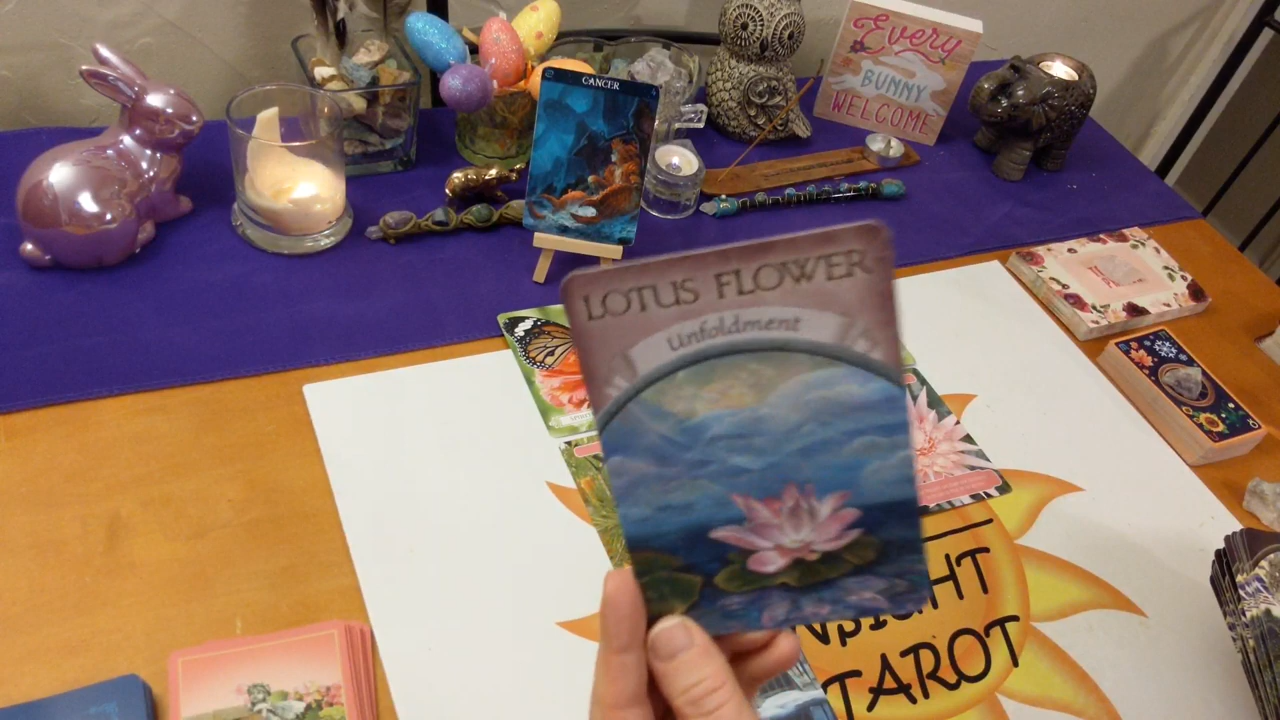 CANCER
Every
BUNNY
WELCOME
LOTUS FLOWER
Unfoldment
TAROT